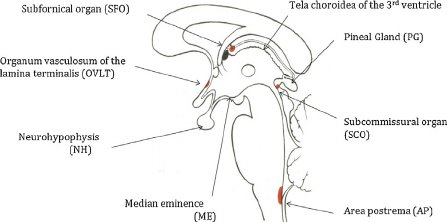 Subfornical organ (SFO)
Tela choroidea of the 3rd ventricle
Pineal Gland (PG)
Organum vasculosum of the
lamina terminalis (OVLT)
Subcommissural organ
(SCO)
Neurohypophysis
(NH)
Median eminence
(ME)
Area postrema (AP)